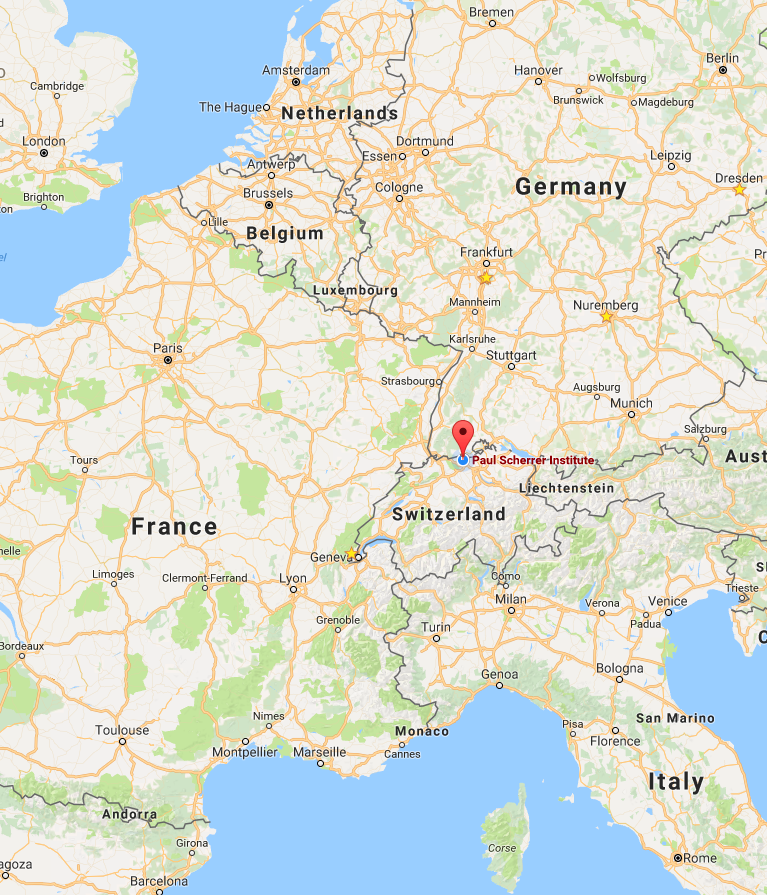 Bremen
Berlin
Amsterdam
Hanover
Wolfsburg
Cambridge
Brunswick
Magdeburg
The Hague
Netherlands
London
Dortmund
Essen
Leipzig
Antwerp
Dresden
Cologne
Germany
Brussels
Brighton
Lille
Belgium
Frankfurt
Luxembourg
Mannheim
Nuremberg
Karlsruhe
Paris
Stuttgart
Strasbourg
Augsburg
Munich
Salzburg
Tours
Paul Scherrer Institute
Aust
Liechtenstein
Switzerland
France
Geneva
Limoges
Clermont-Ferrand
Lyon
Como
Milan
Verona
Venice
Trieste
Grenoble
Turin
Padua
Bordeaux
Bologna
Genoa
Nimes
San Marino
Toulouse
Monaco
Pisa
Montpellier
Marseille
Cannes
Florence
Italy
Andorra
Girona
Corse
Rome
agoza
Barcelona